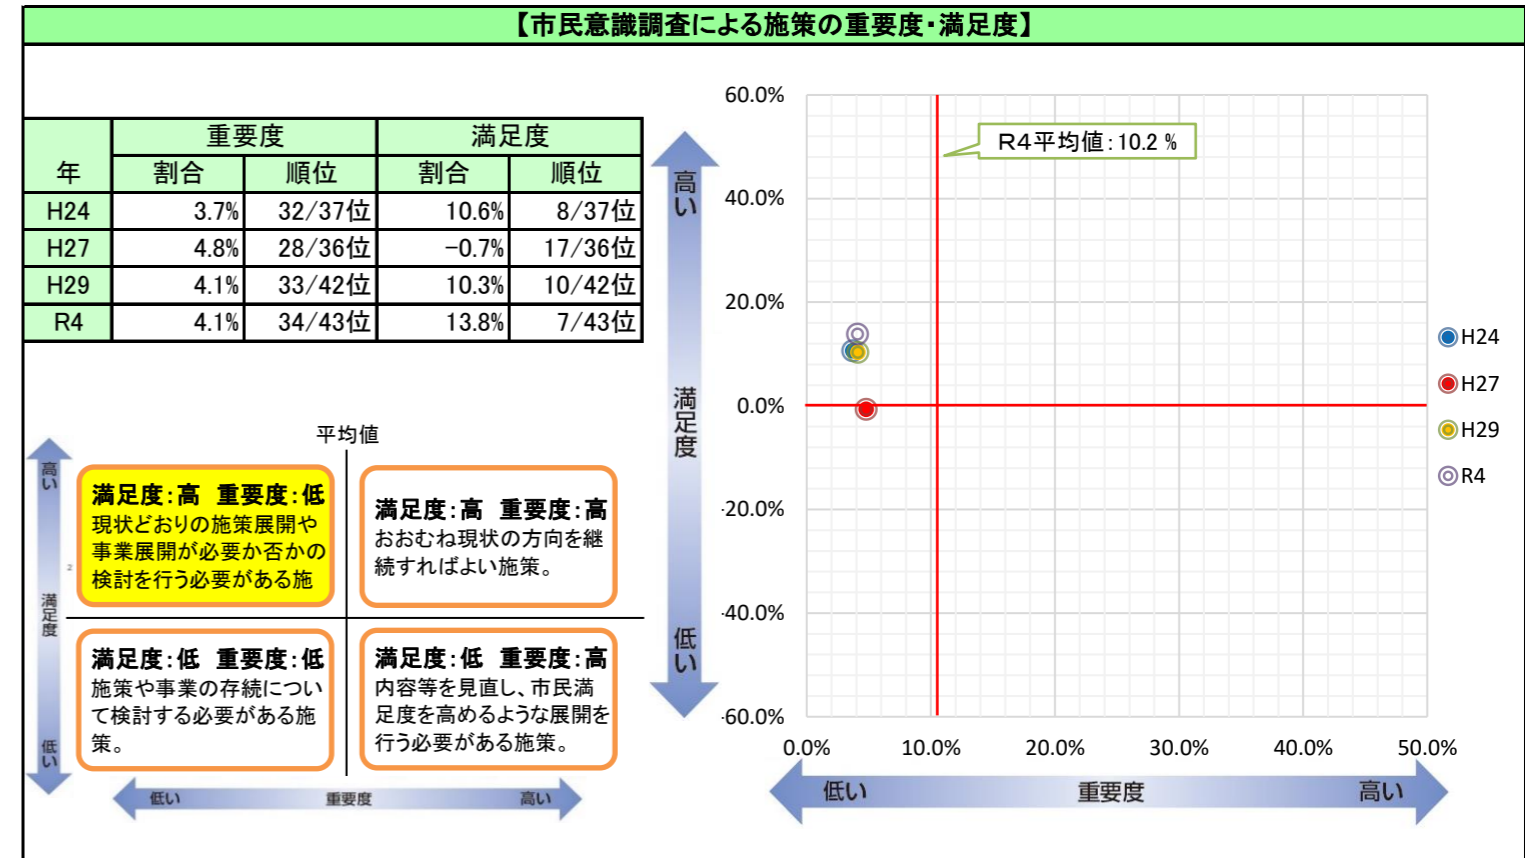 【市民意識調査による施策の重要度・満足度】
年 重要度 満足度
割合 順位 割合 順位
H24 3.7% 32/37位 10.6% 8/37位
H27 4.8% 28/36位 -0.7% 17/36位
H29 4.1% 33/42位 10.3% 10/42位
R4 4.1% 34/43位 13.8% 7/43位
平均値
高い
満足度
低い
2
満足度:高 重要度:低
現状どおりの施策展開や
事業展開が必要か否かの
検討を行う必要がある施
満足度:高 重要度:高
おおむね現状の方向を継
続すればよい施策。
満足度:低 重要度:低
施策や事業の存続につい
て検討する必要がある施
策。
満足度:低 重要度:高
内容等を見直し、市民満
足度を高めるような展開を
行う必要がある施策。
低い 重要度 高い
高い
満足度
低い
60.0%
40.0%
20.0%
0.0%
-20.0%
-40.0%
-60.0%
R4平均値:10.2 %
0.0% 10.0% 20.0% 30.0% 40.0% 50.0%
低い 重要度 高い
H24
H27
H29
R4